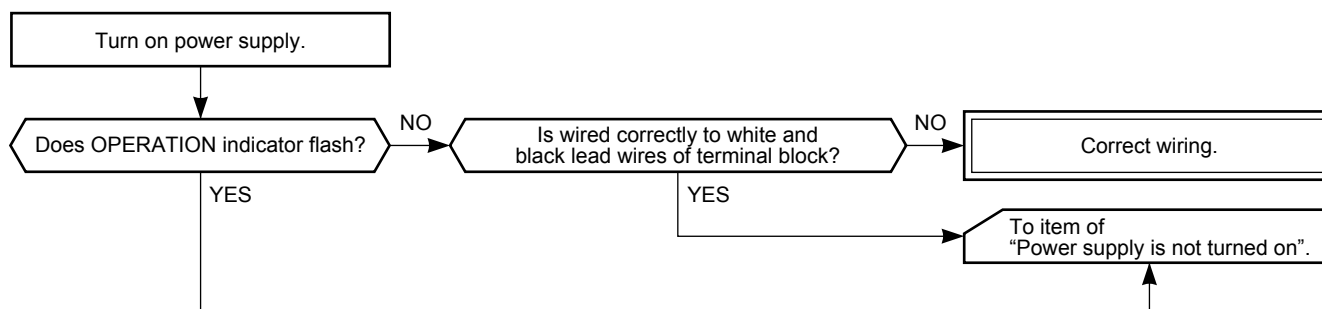 Turn on power supply.
Does OPERATION indicator flash?
NO
Is wired correctly to white and
black lead wires of terminal block?
NO
Correct wiring.
YES
YES
To item of
“Power supply is not turned on”.